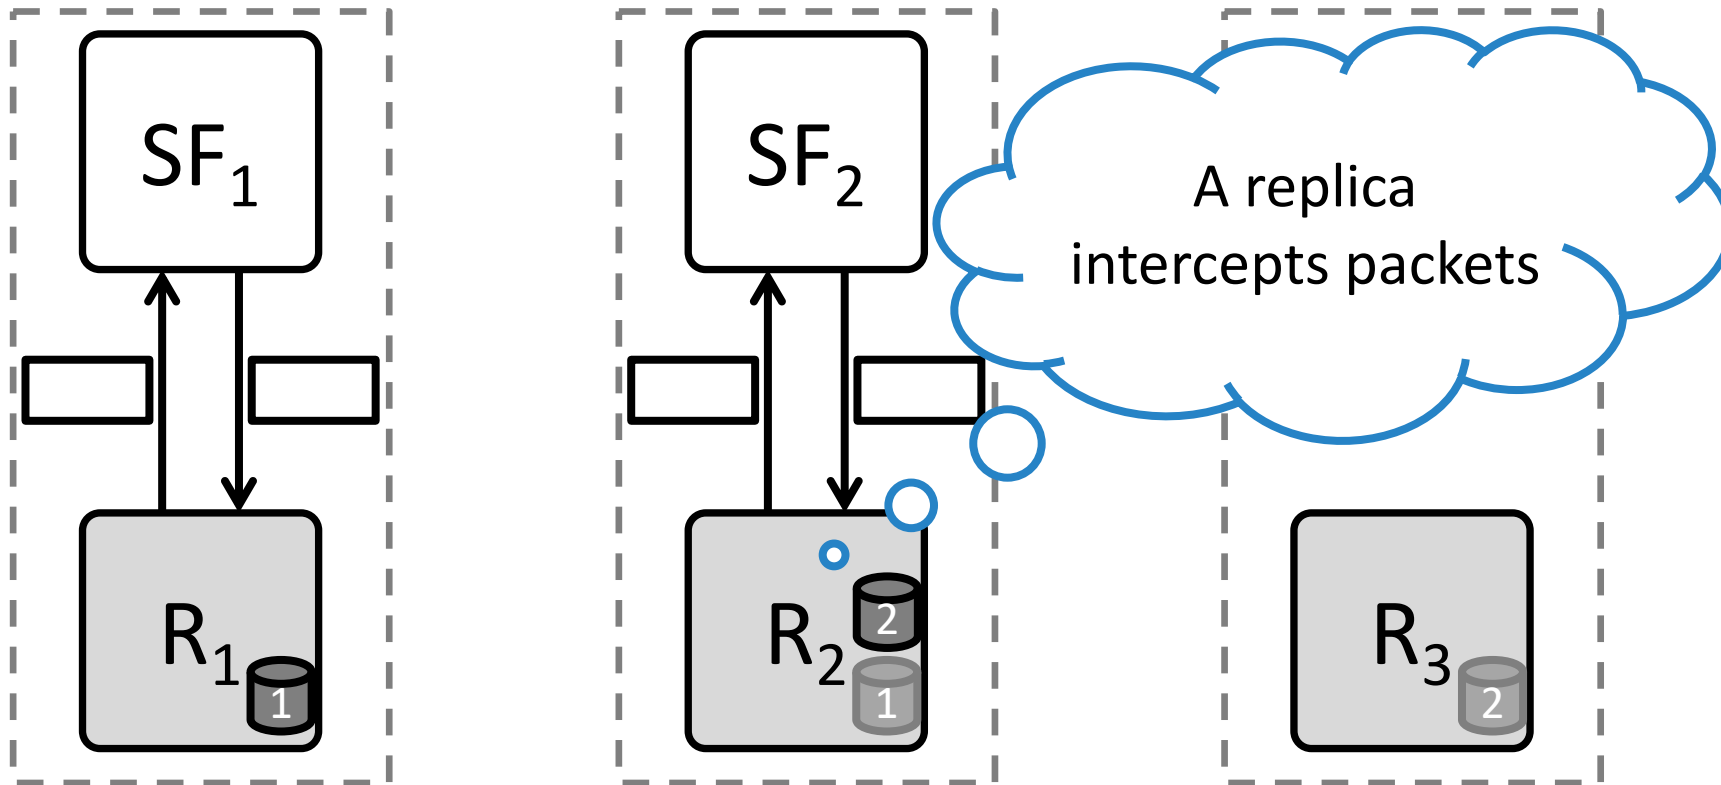 SF₁
SF₂
A replica
intercepts packets
R₁
1
R₂
2
1
R₃
2